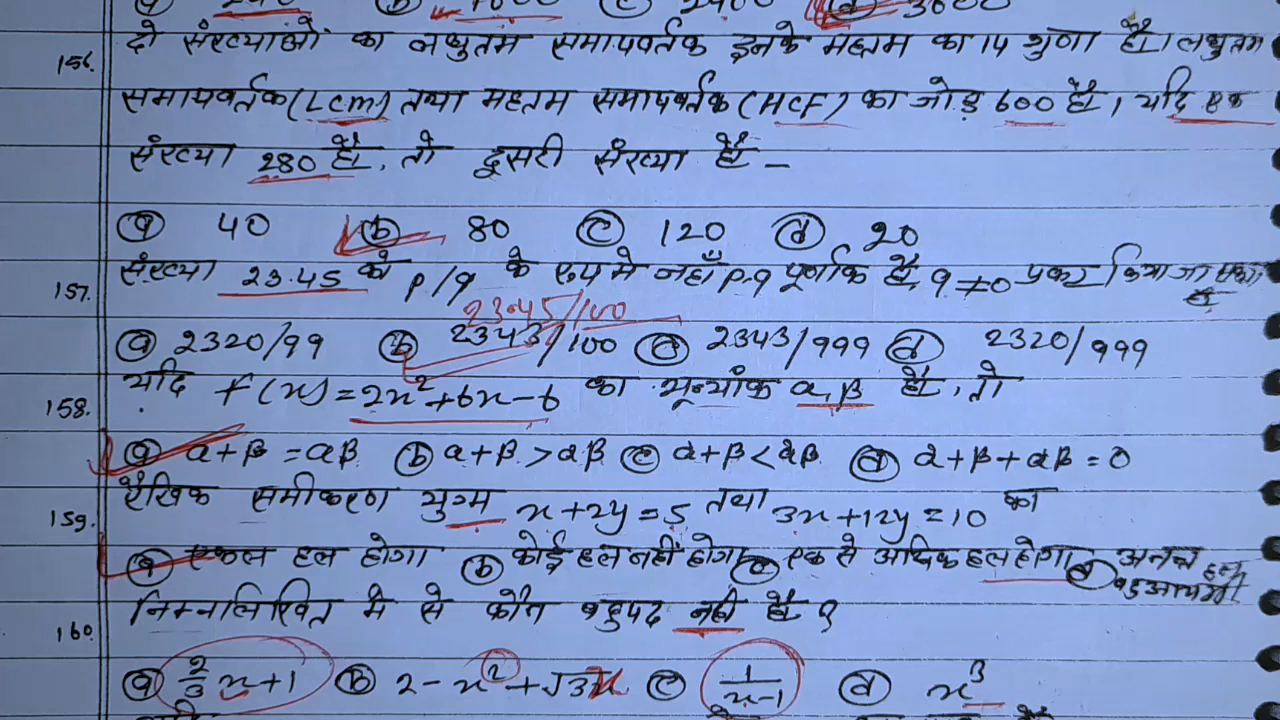 156. दो संख्याओं का लघुतम समापवर्तक इनके महत्तम का 14 गुणा है। लघुतम
समापवर्तक (LCM) तथा महतम समापवर्तक (HCF) का जोड़ 600 है, यदि एक
संख्या 280 है, तो दूसरी संख्या है -
(a) 40 (b) 80 (c) 120 (d) 20
157. संख्या 23.45 को p/q के रूप मे जहाँ p.q पूर्णांक है, q ≠ 0 प्रकट किया जा सकता है
23.45/100
(a) 2320/99 (b) 2343/100 (c) 2343/999 (d) 2320/999
158. यदि f(x) = 2x²+6x-6 का शून्यांक α, β है, तो
(a) α+β = αβ (b) α+β > αβ (c) α+β < αβ (d) α+β+αβ = 0
159. रैखिक समीकरण युग्म x+2y=5 तथा 3x+12y=10 का
(a) एकल हल होगा (b) कोई हल नहीं होगा (c) एक से अधिक हल होगा (d) अनन्त हल
160. निम्नलिखित मे से कौन बहुपद नहीं है ?
(a) 2/3 x+1 (b) 2-x²+√3x (c) 1/(x-1) (d) x³